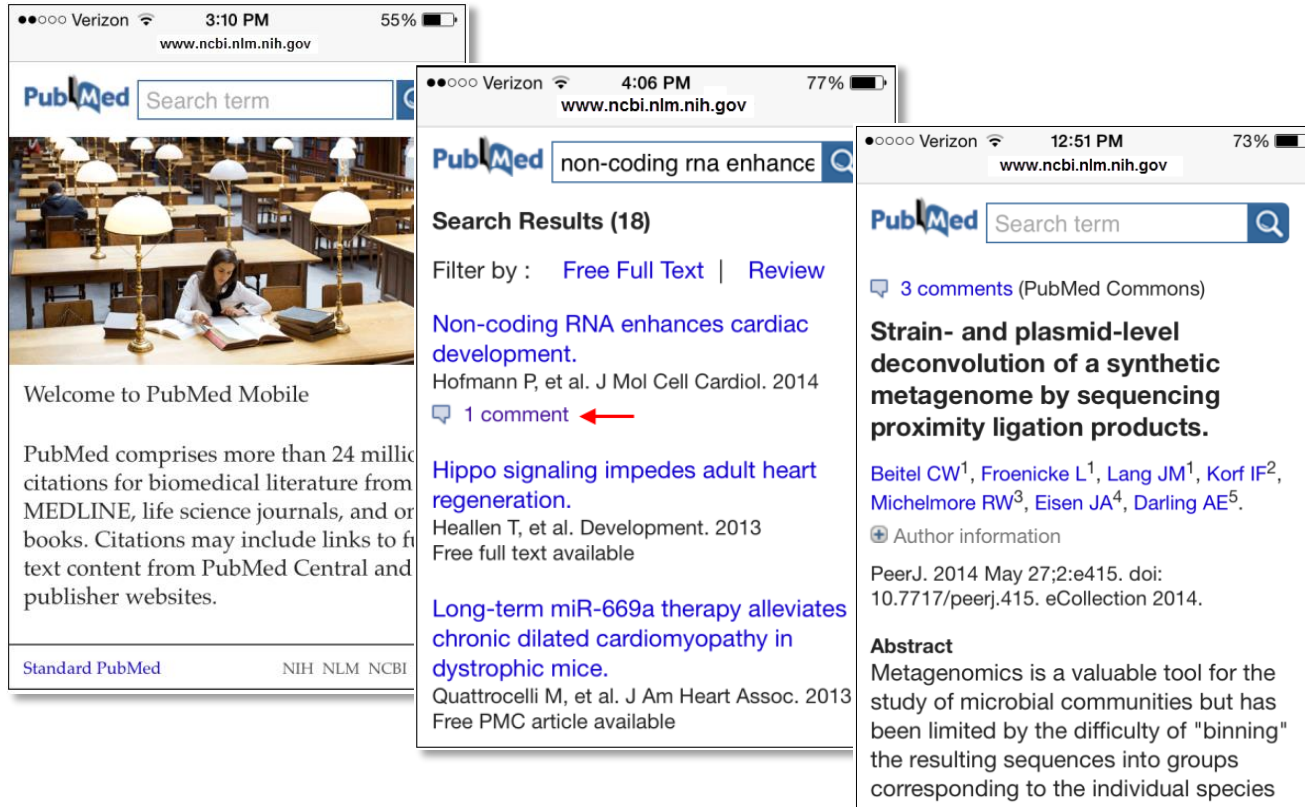 Verizon 3:10 PM 55%
www.ncbi.nlm.nih.gov
PubMed Search term
Welcome to PubMed Mobile
PubMed comprises more than 24 millic
citations for biomedical literature from
MEDLINE, life science journals, and or
books. Citations may include links to fu
text content from PubMed Central and
publisher websites.
Standard PubMed NIH NLM NCBI
Verizon 4:06 PM 77%
www.ncbi.nlm.nih.gov
PubMed non-coding rna enhance
Search Results (18)
Filter by : Free Full Text | Review
Non-coding RNA enhances cardiac
development.
Hofmann P, et al. J Mol Cell Cardiol. 2014
1 comment
Hippo signaling impedes adult heart
regeneration.
Heallen T, et al. Development. 2013
Free full text available
Long-term miR-669a therapy alleviates
chronic dilated cardiomyopathy in
dystrophic mice.
Quattrocelli M, et al. J Am Heart Assoc. 2013
Free PMC article available
Verizon 12:51 PM 73%
www.ncbi.nlm.nih.gov
PubMed Search term
3 comments (PubMed Commons)
Strain- and plasmid-level
deconvolution of a synthetic
metagenome by sequencing
proximity ligation products.
Beitel CW1, Froenicke L1, Lang JM1, Korf IF2,
Michelmore RW3, Eisen JA4, Darling AE5.
Author information
PeerJ. 2014 May 27;2:e415. doi:
10.7717/peerj.415. eCollection 2014.
Abstract
Metagenomics is a valuable tool for the
study of microbial communities but has
been limited by the difficulty of "binning"
the resulting sequences into groups
corresponding to the individual species